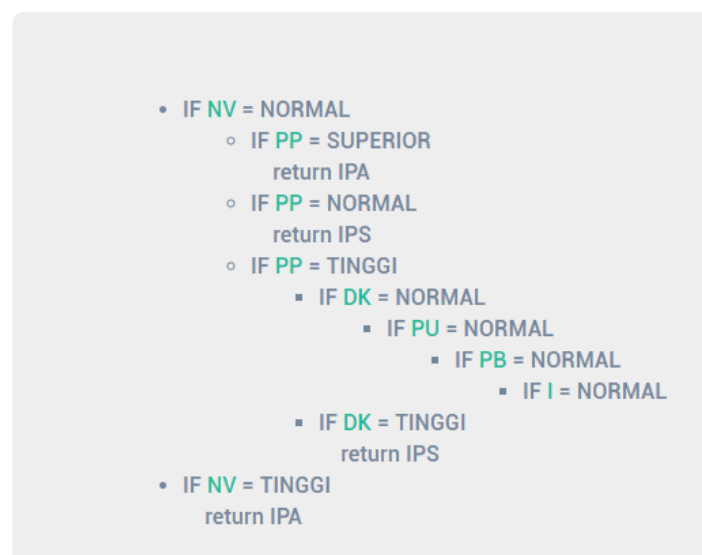 IF NV = NORMAL
IF PP = SUPERIOR
return IPA
IF PP = NORMAL
return IPS
IF PP = TINGGI
IF DK = NORMAL
IF PU = NORMAL
IF PB = NORMAL
IF I = NORMAL
IF DK = TINGGI
return IPS
IF NV = TINGGI
return IPA